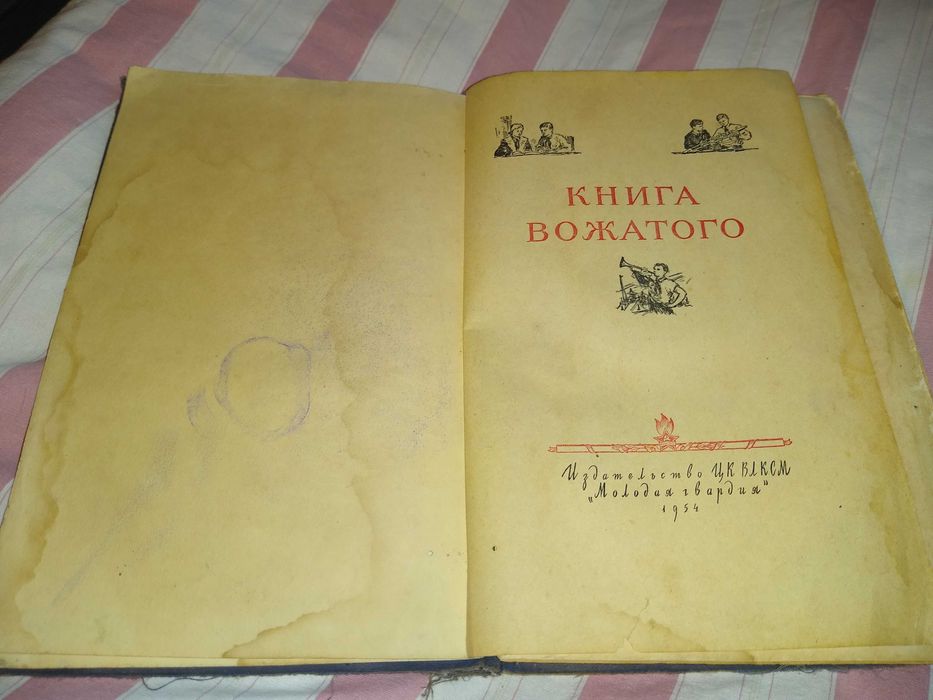 КНИГА
ВОЖАТОГО
Издательство ЦК ВЛКСМ
„Молодая гвардия"
1954